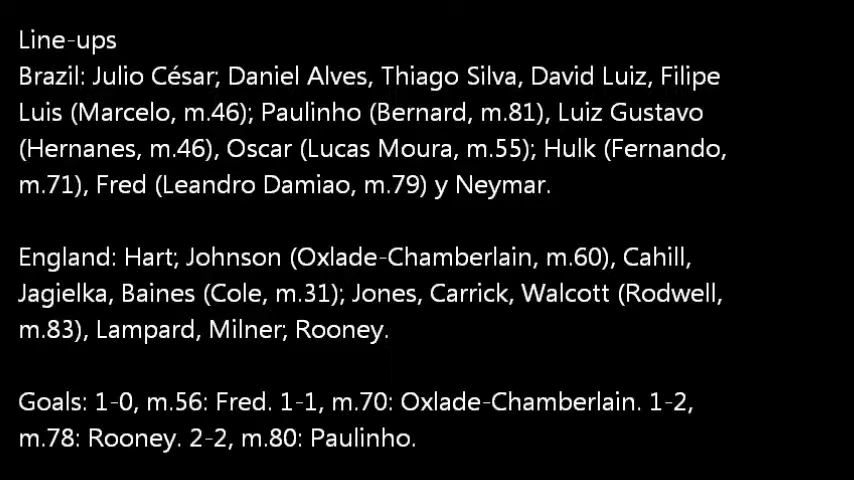 Line-ups
Brazil: Julio César; Daniel Alves, Thiago Silva, David Luiz, Filipe
Luis (Marcelo, m.46); Paulinho (Bernard, m.81), Luiz Gustavo
(Hernanes, m.46), Oscar (Lucas Moura, m.55); Hulk (Fernando,
m.71), Fred (Leandro Damiao, m.79) y Neymar.
England: Hart; Johnson (Oxlade-Chamberlain, m.60), Cahill,
Jagielka, Baines (Cole, m.31); Jones, Carrick, Walcott (Rodwell,
m.83), Lampard, Milner; Rooney.
Goals: 1-0, m.56: Fred. 1-1, m.70: Oxlade-Chamberlain. 1-2,
m.78: Rooney. 2-2, m.80: Paulinho.